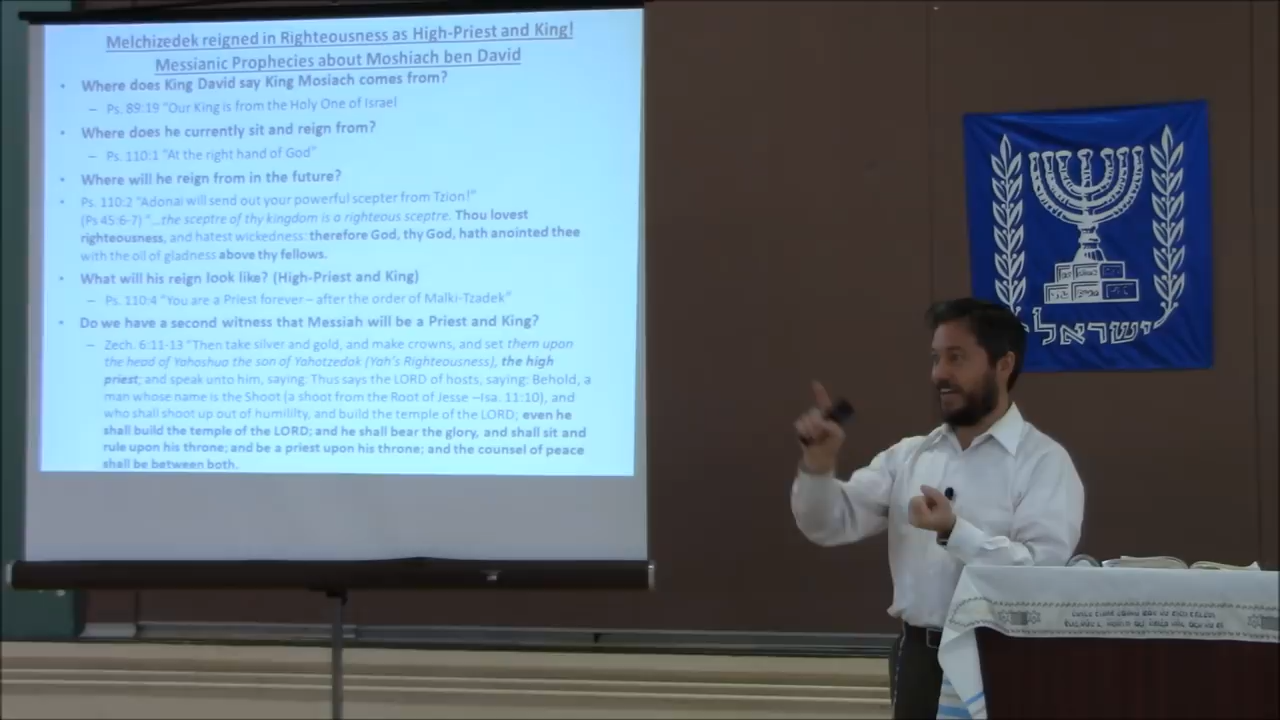 Melchizedek reigned in Righteousness as High-Priest and King!
Messianic Prophecies about Moshiach ben David
• Where does King David say King Mosiach comes from?
– Ps. 89:19 "Our King is from the Holy One of Israel
• Where does he currently sit and reign from?
– Ps. 110:1 "At the right hand of God"
• Where will he reign from in the future?
• Ps. 110:2 "Adonai will send out your powerful scepter from Tzion!"
(Ps 45:6-7) "...the sceptre of thy kingdom is a righteous sceptre. Thou lovest
righteousness, and hatest wickedness: therefore God, thy God, hath anointed thee
with the oil of gladness above thy fellows.
• What will his reign look like? (High-Priest and King)
– Ps. 110:4 "You are a Priest forever – after the order of Malki-Tzadek"
• Do we have a second witness that Messiah will be a Priest and King?
– Zech. 6:11-13 "Then take silver and gold, and make crowns, and set them upon
the head of Yahoshua the son of Yahotzedak (Yah's Righteousness), the high
priest; and speak unto him, saying: Thus says the LORD of hosts, saying: Behold, a
man whose name is the Shoot (a shoot from the Root of Jesse –Isa. 11:10), and
who shall shoot up out of humililty, and build the temple of the LORD; even he
shall build the temple of the LORD; and he shall bear the glory, and shall sit and
rule upon his throne; and be a priest upon his throne; and the counsel of peace
shall be between both.
ישראל